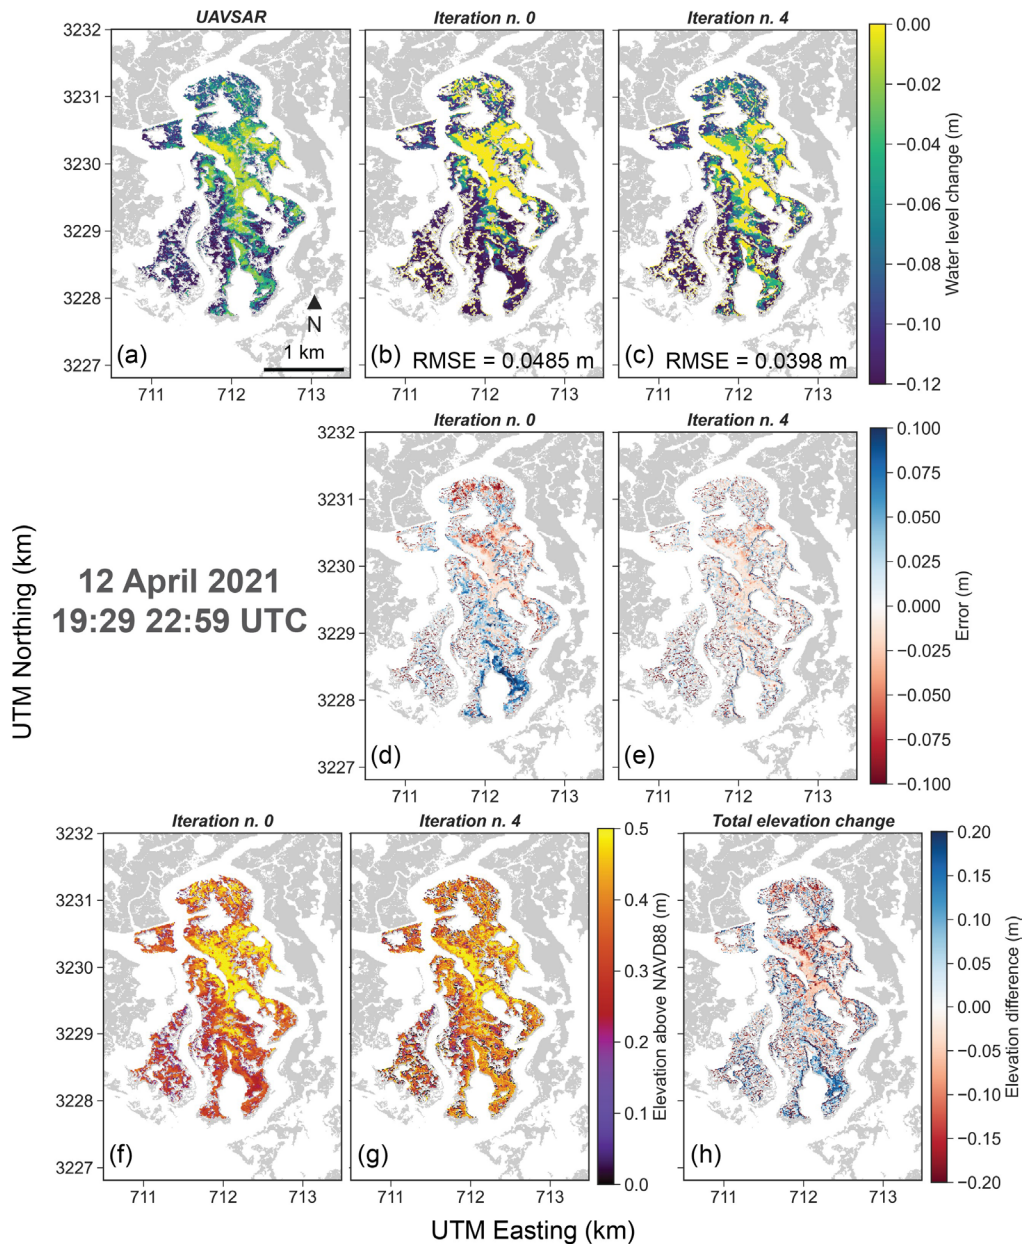 UAVSAR
Iteration n. 0
Iteration n. 4
3232
3231
3230
3229
3228
3227
(a)
N
1 km
711
712
713
(b)
RMSE = 0.0485 m
711
712
713
(c)
RMSE = 0.0398 m
711
712
713
0.00
−0.02
−0.04
−0.06
−0.08
−0.10
−0.12
Water level change (m)
UTM Northing (km)
12 April 2021
19:29 22:59 UTC
Iteration n. 0
Iteration n. 4
3232
3231
3230
3229
3228
3227
(d)
711
712
713
(e)
711
712
713
0.100
0.075
0.050
0.025
0.000
−0.025
−0.050
−0.075
−0.100
Error (m)
Iteration n. 0
Iteration n. 4
Total elevation change
3232
3231
3230
3229
3228
3227
(f)
711
712
713
(g)
711
712
713
0.5
0.4
0.3
0.2
0.1
0.0
Elevation above NAVD88 (m)
(h)
711
712
713
0.20
0.15
0.10
0.05
0.00
−0.05
−0.10
−0.15
−0.20
Elevation difference (m)
UTM Easting (km)